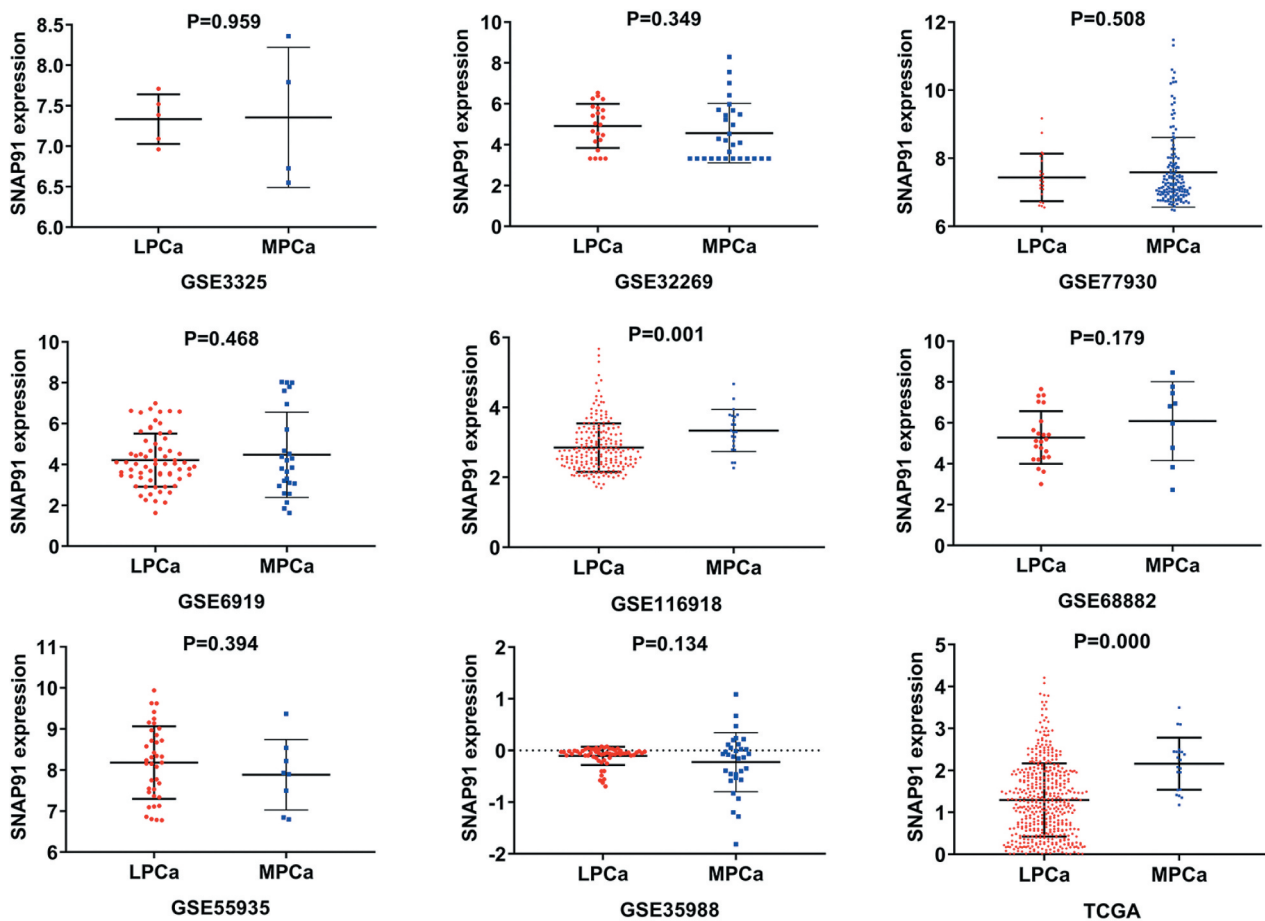 P=0.959
SNAP91 expression
8.5
8.0
7.5
7.0
6.5
6.0
LPCa
MPCa
GSE3325
P=0.349
SNAP91 expression
10
8
6
4
2
0
LPCa
MPCa
GSE32269
P=0.508
SNAP91 expression
12
10
8
6
LPCa
MPCa
GSE77930
P=0.468
SNAP91 expression
10
8
6
4
2
0
LPCa
MPCa
GSE6919
P=0.001
SNAP91 expression
6
4
2
0
LPCa
MPCa
GSE116918
P=0.179
SNAP91 expression
10
8
6
4
2
0
LPCa
MPCa
GSE68882
P=0.394
SNAP91 expression
11
10
9
8
7
6
LPCa
MPCa
GSE55935
P=0.134
SNAP91 expression
2
1
0
-1
-2
LPCa
MPCa
GSE35988
P=0.000
SNAP91 expression
5
4
3
2
1
0
LPCa
MPCa
TCGA